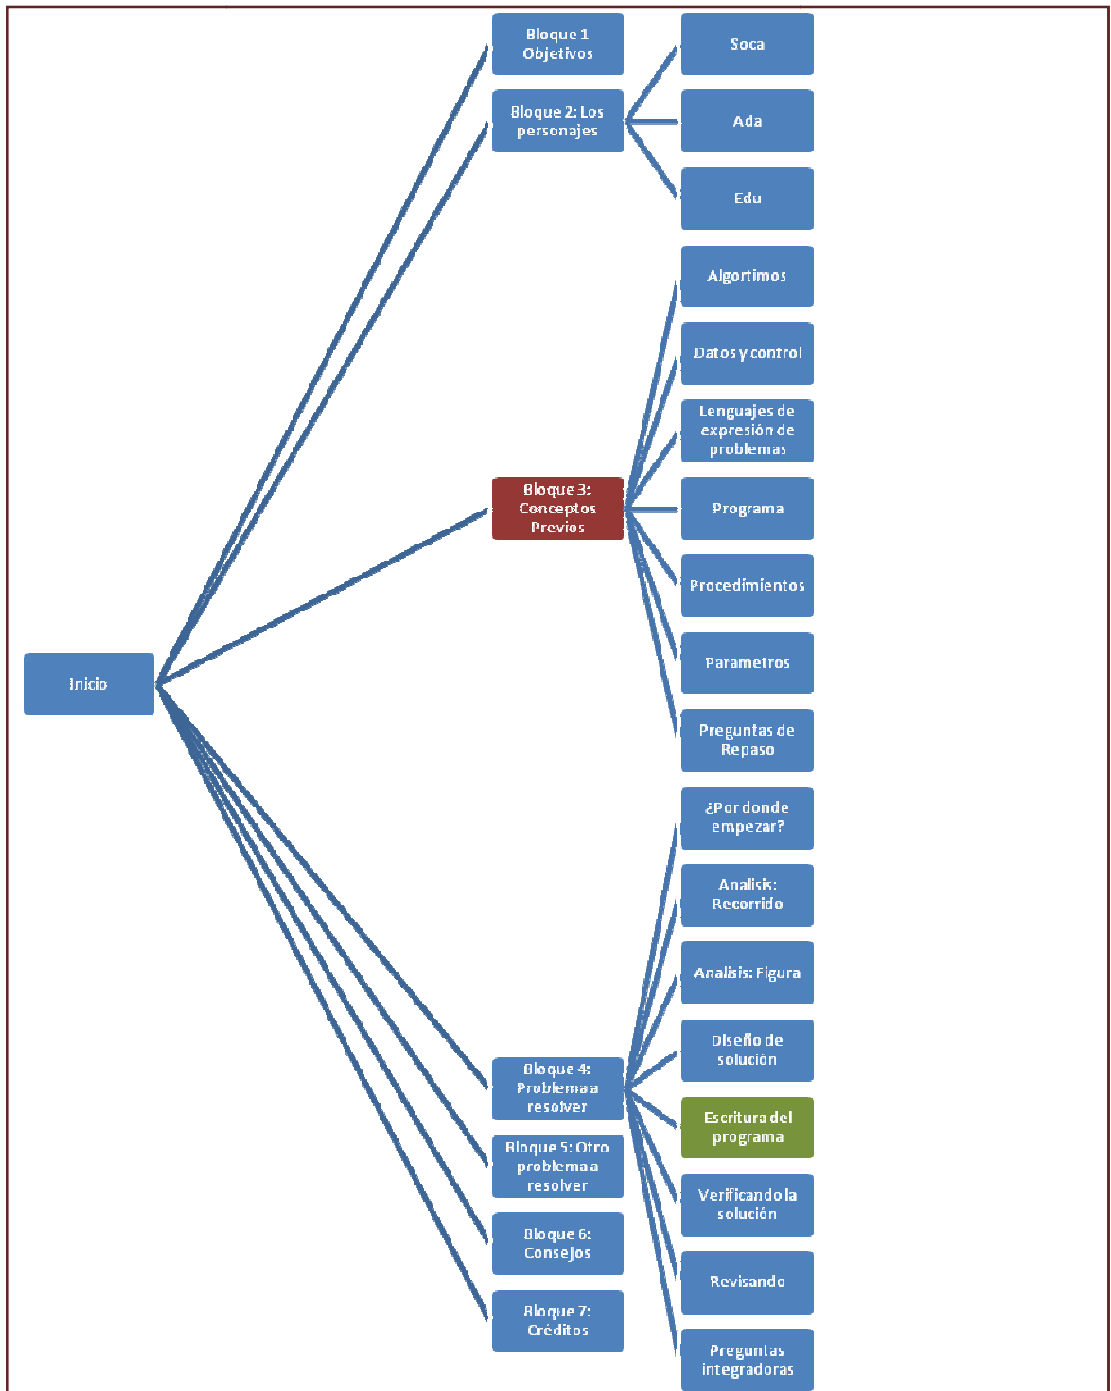 Inicio
Bloque 1
Objetivos
Bloque 2: Los
personajes
Soca
Ada
Edu
Bloque 3:
Conceptos
Previos
Algortimos
Datos y control
Lenguajes de
expresión de
problemas
Programa
Procedimientos
Parametros
Preguntas de
Repaso
Bloque 4:
Problema a
resolver
¿Por donde
empezar?
Analisis:
Recorrido
Analisis: Figura
Diseño de
solución
Escritura del
programa
Verificando la
solución
Revisando
Preguntas
integradoras
Bloque 5: Otro
problema a
resolver
Bloque 6:
Consejos
Bloque 7:
Créditos